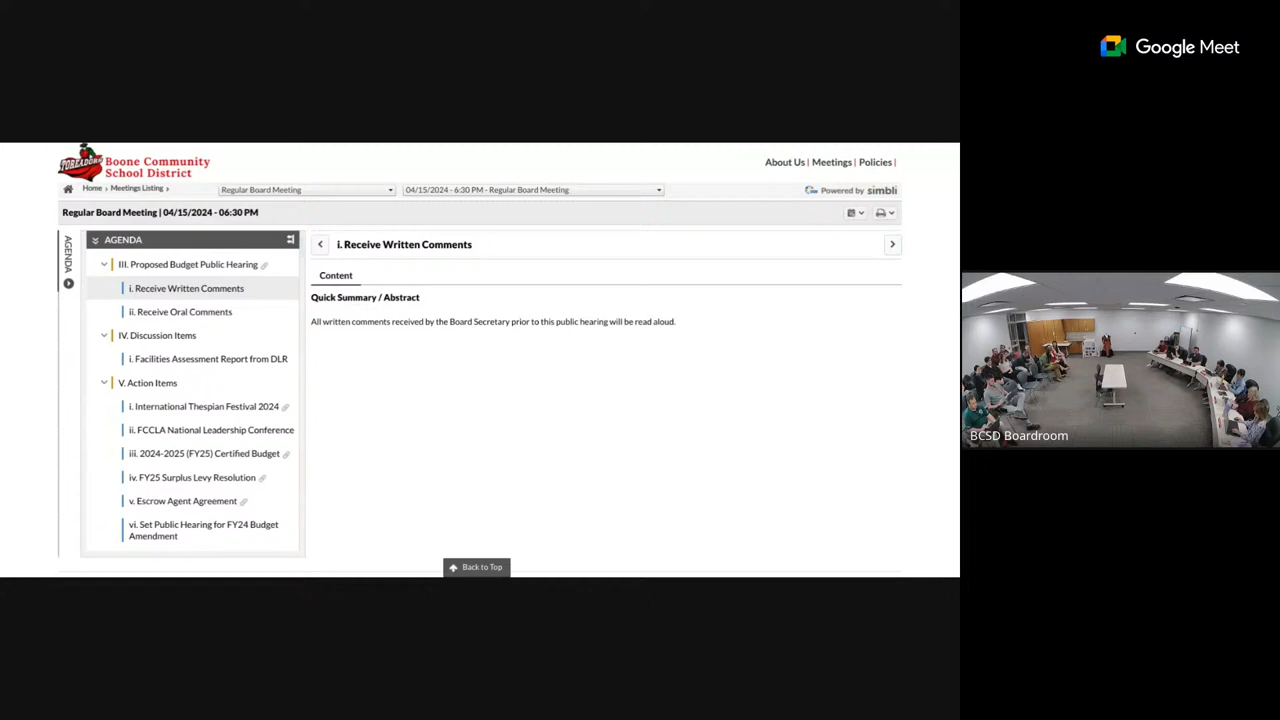 Google Meet
TOREADORS
Boone Community
School District
About Us | Meetings | Policies |
Home › Meetings Listing ›
Regular Board Meeting
04/15/2024 - 6:30 PM - Regular Board Meeting
Powered by simbli
Regular Board Meeting | 04/15/2024 - 06:30 PM
AGENDA
AGENDA
III. Proposed Budget Public Hearing
i. Receive Written Comments
ii. Receive Oral Comments
IV. Discussion Items
i. Facilities Assessment Report from DLR
V. Action Items
i. International Thespian Festival 2024
ii. FCCLA National Leadership Conference
iii. 2024-2025 (FY25) Certified Budget
iv. FY25 Surplus Levy Resolution
v. Escrow Agent Agreement
vi. Set Public Hearing for FY24 Budget
Amendment
i. Receive Written Comments
Content
Quick Summary / Abstract
All written comments received by the Board Secretary prior to this public hearing will be read aloud.
Back to Top
BCSD Boardroom